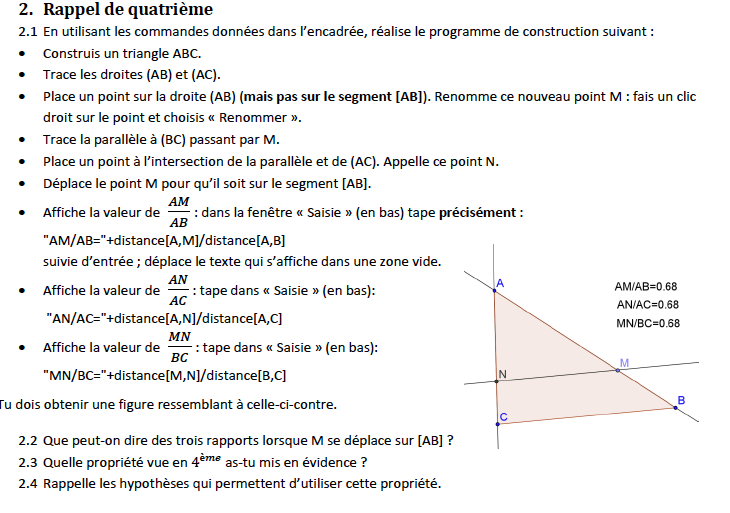 2. Rappel de quatrième
2.1 En utilisant les commandes données dans l'encadrée, réalise le programme de construction suivant :
• Construis un triangle ABC.
• Trace les droites (AB) et (AC).
• Place un point sur la droite (AB) (mais pas sur le segment [AB]). Renomme ce nouveau point M : fais un clic
droit sur le point et choisis « Renommer ».
• Trace la parallèle à (BC) passant par M.
• Place un point à l'intersection de la parallèle et de (AC). Appelle ce point N.
• Déplace le point M pour qu'il soit sur le segment [AB].
• Affiche la valeur de AM/AB : dans la fenêtre « Saisie » (en bas) tape précisément :
"AM/AB="+distance[A,M]/distance[A,B]
suivie d'entrée ; déplace le texte qui s'affiche dans une zone vide.
• Affiche la valeur de AN/AC : tape dans « Saisie » (en bas):
"AN/AC="+distance[A,N]/distance[A,C]
• Affiche la valeur de MN/BC : tape dans « Saisie » (en bas):
"MN/BC="+distance[M,N]/distance[B,C]
Tu dois obtenir une figure ressemblant à celle-ci-contre.
A
AM/AB=0.68
AN/AC=0.68
MN/BC=0.68
M
N
B
C
2.2 Que peut-on dire des trois rapports lorsque M se déplace sur [AB] ?
2.3 Quelle propriété vue en 4ème as-tu mis en évidence ?
2.4 Rappelle les hypothèses qui permettent d'utiliser cette propriété.